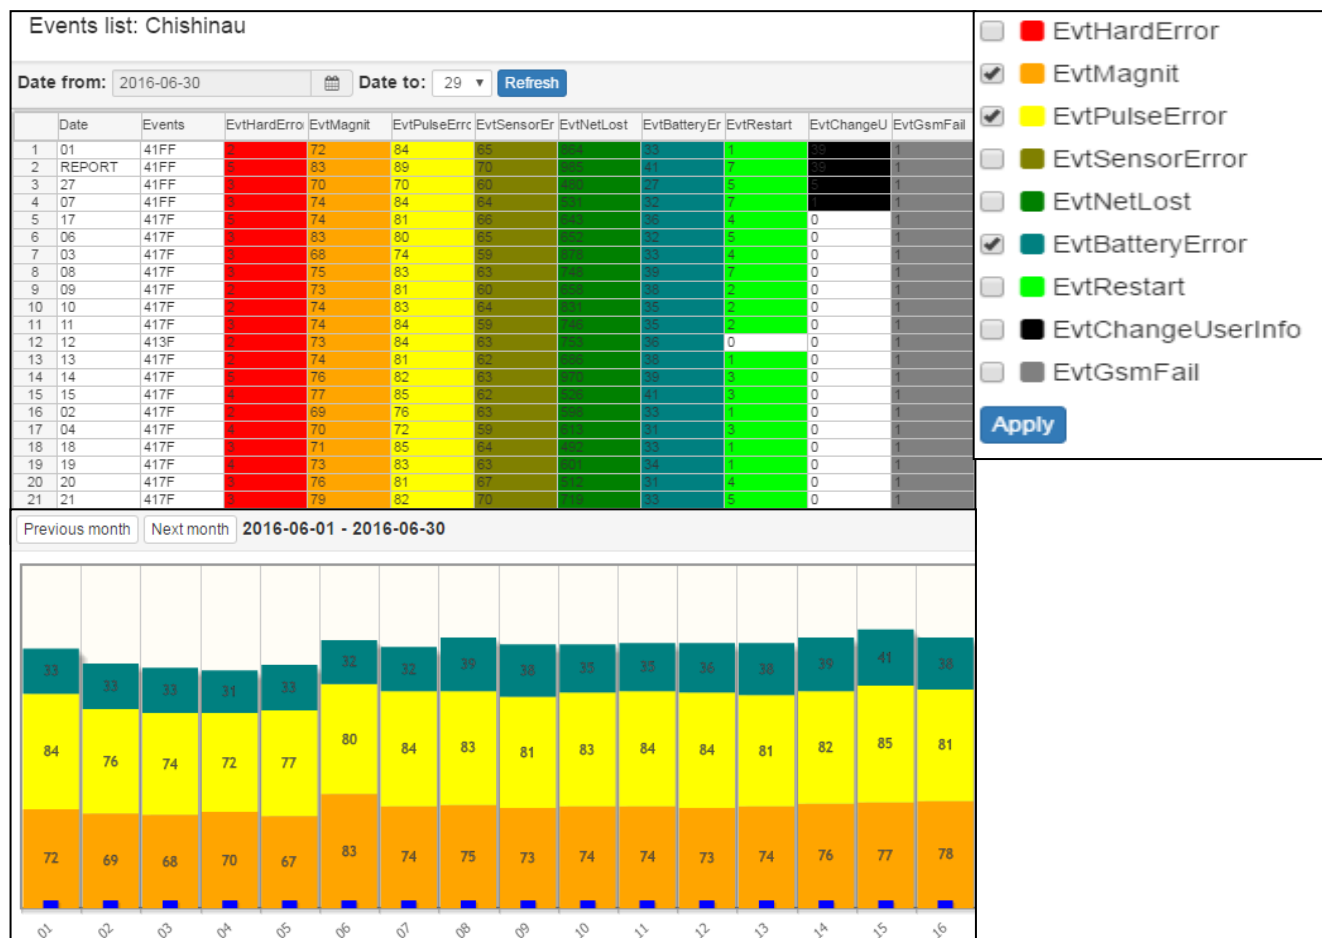 Events list: Chishinau
Date from: 2016-06-30 Date to: 29 Refresh
Date Events EvtHardErroi EvtMagnit EvtPulseErrc EvtSensorEr EvtNetLost EvtBatteryEr EvtRestart EvtChangeU EvtGsmFail
1 01 41FF 2 72 84 65 864 33 1 39 1
2 REPORT 41FF 5 83 89 70 985 41 7 39 1
3 27 41FF 3 70 70 60 480 27 5 5 1
4 07 41FF 3 74 84 64 531 32 7 1 1
5 17 417F 5 74 81 66 643 36 4 0 1
6 06 417F 3 83 80 65 652 32 5 0 1
7 03 417F 3 68 74 59 878 33 4 0 1
8 08 417F 3 75 83 63 748 39 7 0 1
9 09 417F 2 73 81 60 658 38 2 0 1
10 10 417F 2 74 83 64 831 35 2 0 1
11 11 417F 3 74 84 59 746 35 2 0 1
12 12 413F 2 73 84 63 753 36 0 0 1
13 13 417F 2 74 81 62 686 38 1 0 1
14 14 417F 5 76 82 63 970 39 3 0 1
15 15 417F 4 77 85 62 526 41 3 0 1
16 02 417F 2 69 76 63 598 33 1 0 1
17 04 417F 4 70 72 59 613 31 3 0 1
18 18 417F 3 71 85 64 492 33 1 0 1
19 19 417F 4 73 83 63 601 34 1 0 1
20 20 417F 3 76 81 67 512 31 4 0 1
21 21 417F 3 79 82 70 719 33 5 0 1
EvtHardError
EvtMagnit
EvtPulseError
EvtSensorError
EvtNetLost
EvtBatteryError
EvtRestart
EvtChangeUserInfo
EvtGsmFail
Apply
Previous month Next month 2016-06-01 - 2016-06-30
33 33 33 31 33 32 32 39 38 35 35 36 38 39 41 38
84 76 74 72 77 80 84 83 81 83 84 84 81 82 85 81
72 69 68 70 67 83 74 75 73 74 74 73 74 76 77 78
01 02 03 04 05 06 07 08 09 10 11 12 13 14 15 16